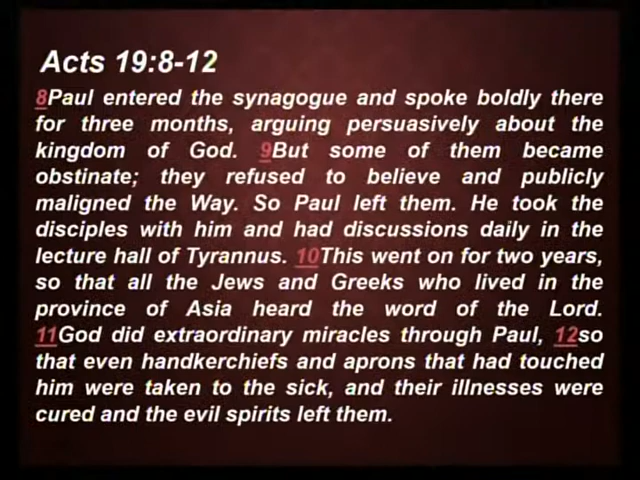 Acts 19:8-12
8Paul entered the synagogue and spoke boldly there
for three months, arguing persuasively about the
kingdom of God. 9But some of them became
obstinate; they refused to believe and publicly
maligned the Way. So Paul left them. He took the
disciples with him and had discussions daily in the
lecture hall of Tyrannus. 10This went on for two years,
so that all the Jews and Greeks who lived in the
province of Asia heard the word of the Lord.
11God did extraordinary miracles through Paul, 12so
that even handkerchiefs and aprons that had touched
him were taken to the sick, and their illnesses were
cured and the evil spirits left them.